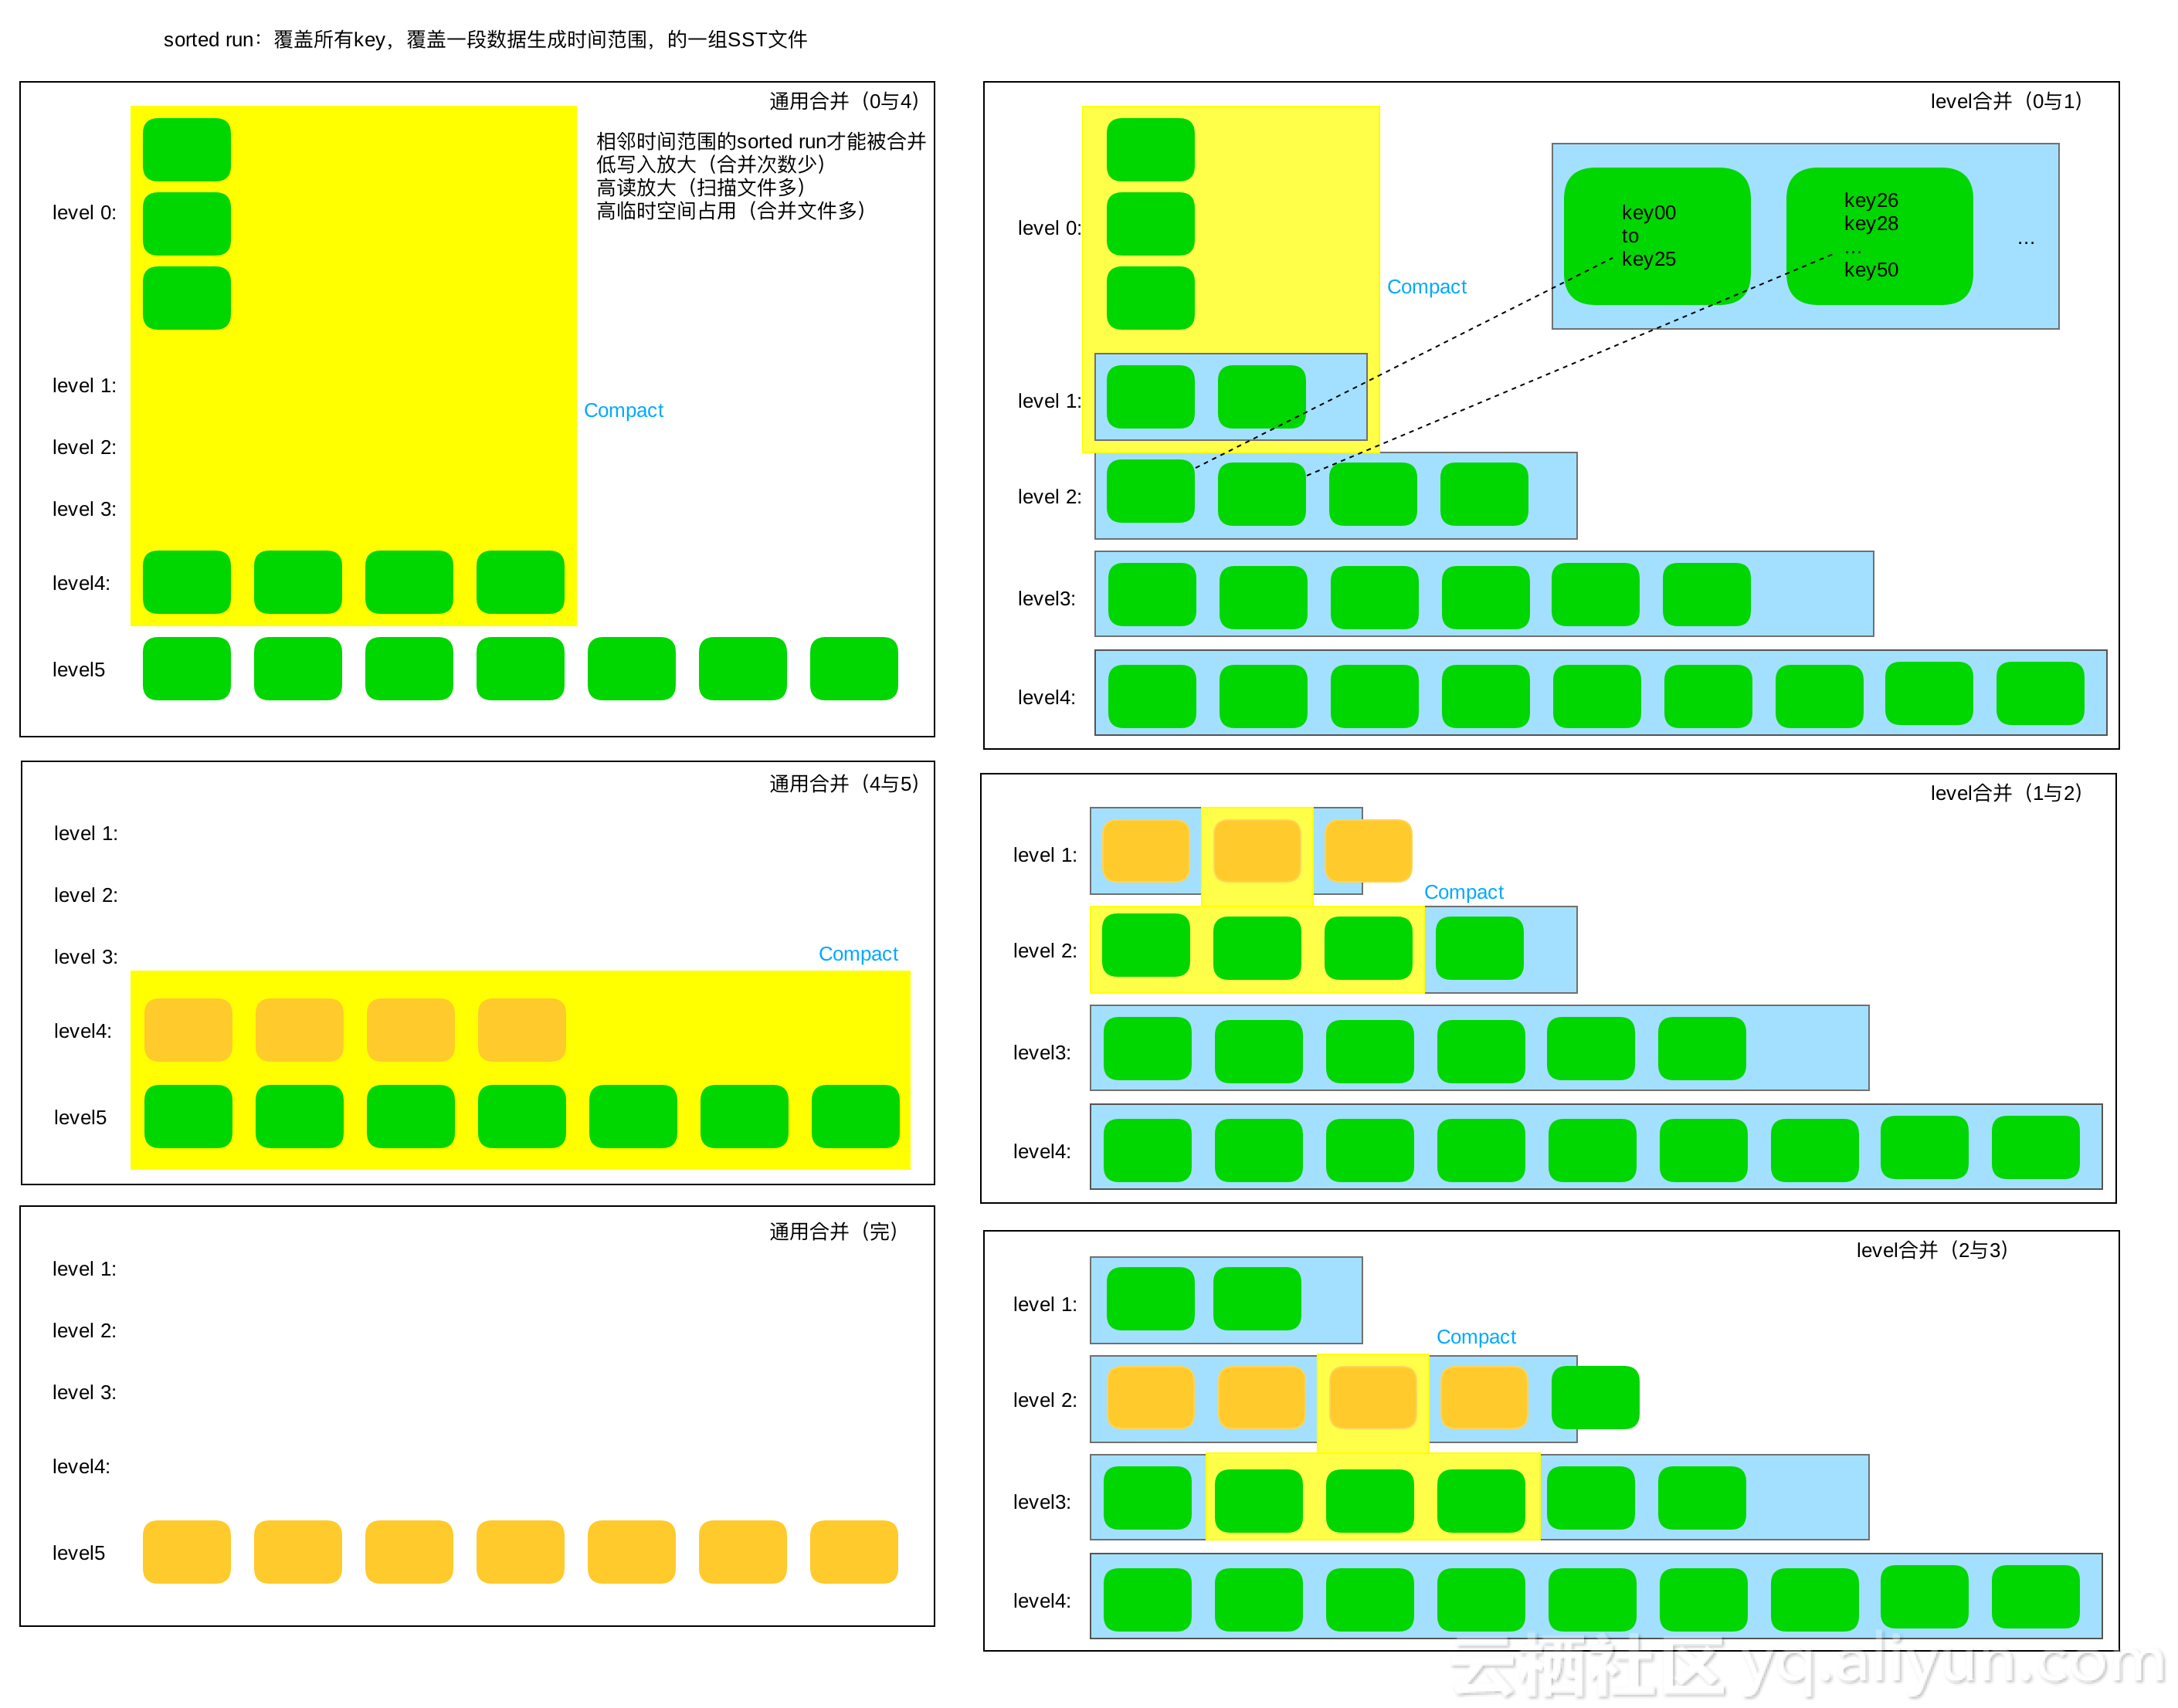 sorted run：覆盖所有key，覆盖一段数据生成时间范围，的一组SST文件
通用合并（0与4）
相邻时间范围的sorted run才能被合并
低写入放大（合并次数少）
高读放大（扫描文件多）
高临时空间占用（合并文件多）
level 0:
level 1:
Compact
level 2:
level 3:
level4:
level5
level合并（0与1）
key00
to
key25
key26
key28
...
key50
...
level 0:
Compact
level 1:
level 2:
level3:
level4:
通用合并（4与5）
level 1:
level 2:
level 3:
Compact
level4:
level5
level合并（1与2）
level 1:
Compact
level 2:
level3:
level4:
通用合并（完）
level 1:
level 2:
level 3:
level4:
level5
level合并（2与3）
level 1:
Compact
level 2:
level3:
level4:
云栖社区 yq.aliyun.com